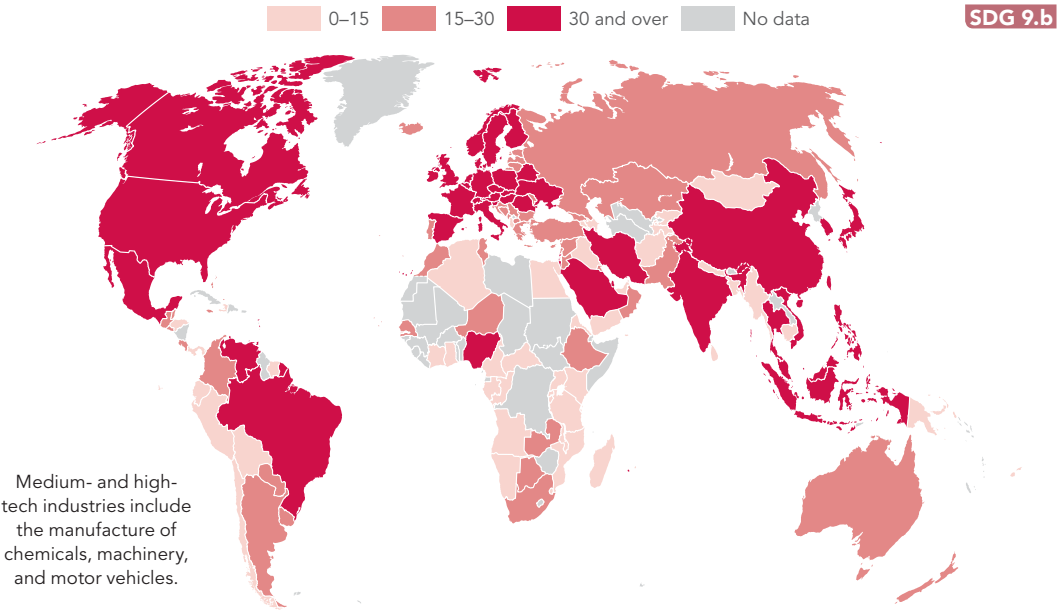 0–15 15–30 30 and over No data
SDG 9.b
Medium- and high-
tech industries include
the manufacture of
chemicals, machinery,
and motor vehicles.